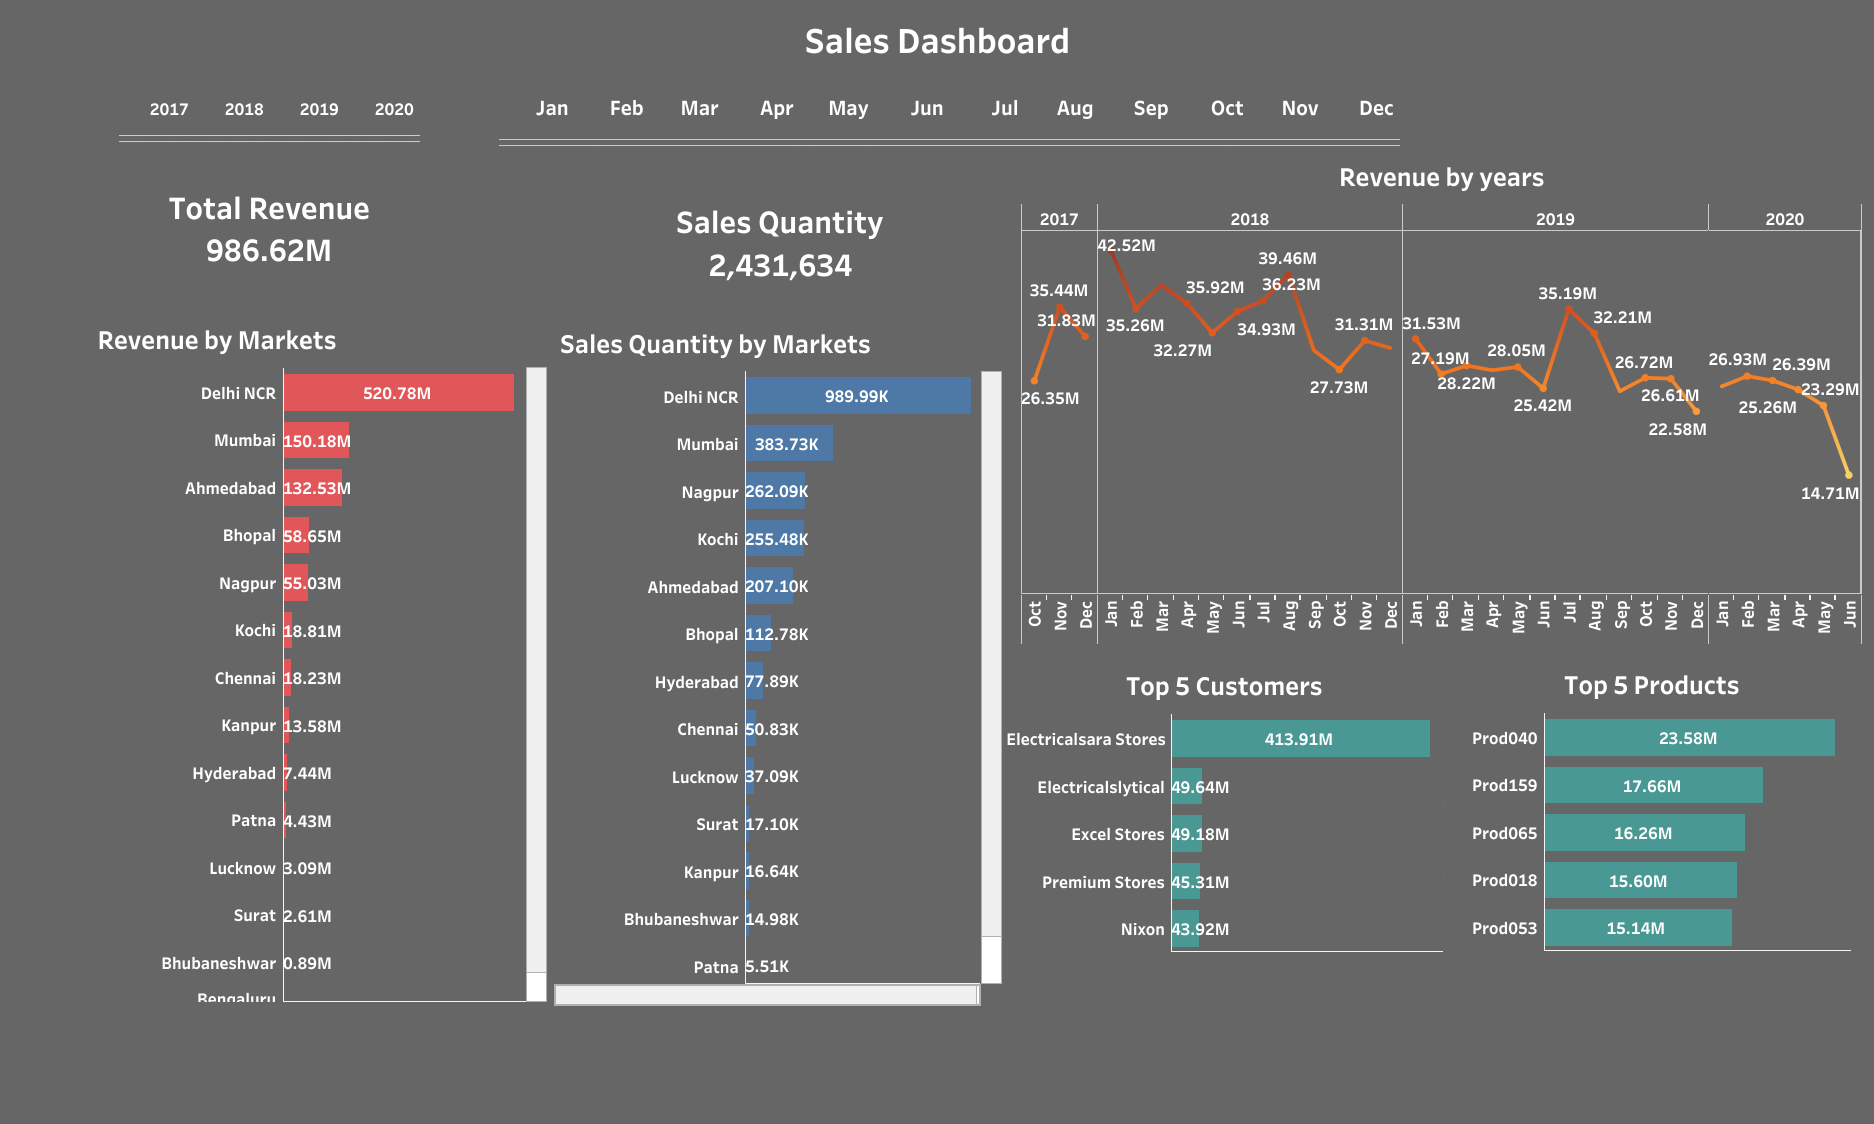 Sales Dashboard
2017 2018 2019 2020
Jan Feb Mar Apr May Jun Jul Aug Sep Oct Nov Dec
Total Revenue
986.62M
Sales Quantity
2,431,634
Revenue by Markets
Delhi NCR 520.78M
Mumbai 150.18M
Ahmedabad 132.53M
Bhopal 58.65M
Nagpur 55.03M
Kochi 18.81M
Chennai 18.23M
Kanpur 13.58M
Hyderabad 7.44M
Patna 4.43M
Lucknow 3.09M
Surat 2.61M
Bhubaneshwar 0.89M
Bengaluru
Sales Quantity by Markets
Delhi NCR 989.99K
Mumbai 383.73K
Nagpur 262.09K
Kochi 255.48K
Ahmedabad 207.10K
Bhopal 112.78K
Hyderabad 77.89K
Chennai 50.83K
Lucknow 37.09K
Surat 17.10K
Kanpur 16.64K
Bhubaneshwar 14.98K
Patna 5.51K
Revenue by years
2017 2018 2019 2020
26.35M 35.44M 31.83M
42.52M 35.26M 35.92M 32.27M 34.93M 36.23M 39.46M 27.73M 31.31M
31.53M 27.19M 28.22M 28.05M 25.42M 35.19M 32.21M 26.72M 26.61M 22.58M
26.93M 25.26M 26.39M 23.29M 14.71M
Oct Nov Dec Jan Feb Mar Apr May Jun Jul Aug Sep Oct Nov Dec Jan Feb Mar Apr May Jun Jul Aug Sep Oct Nov Dec Jan Feb Mar Apr May Jun
Top 5 Customers
Electricalsara Stores 413.91M
Electricalslytical 49.64M
Excel Stores 49.18M
Premium Stores 45.31M
Nixon 43.92M
Top 5 Products
Prod040 23.58M
Prod159 17.66M
Prod065 16.26M
Prod018 15.60M
Prod053 15.14M